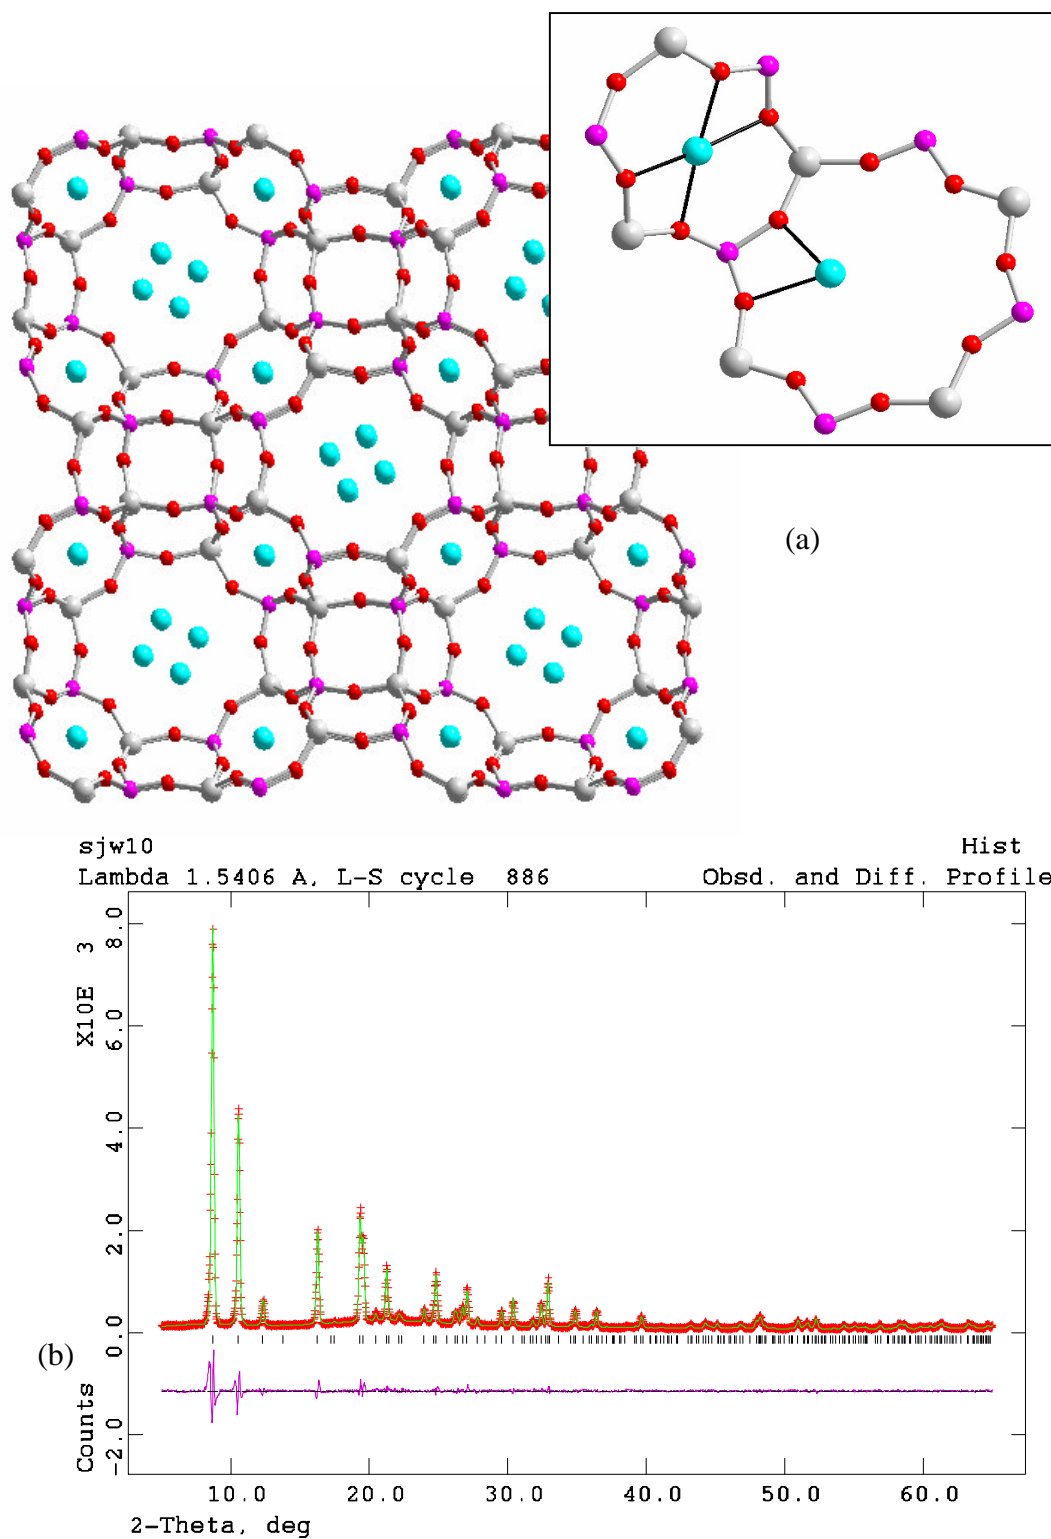 (a)
sjw10 Hist
Lambda 1.5406 A, L-S cycle 886 Obsd. and Diff. Profile
X10E 3
Counts
8.0
6.0
4.0
2.0
0.0
-2.0
(b)
10.0 20.0 30.0 40.0 50.0 60.0
2-Theta, deg